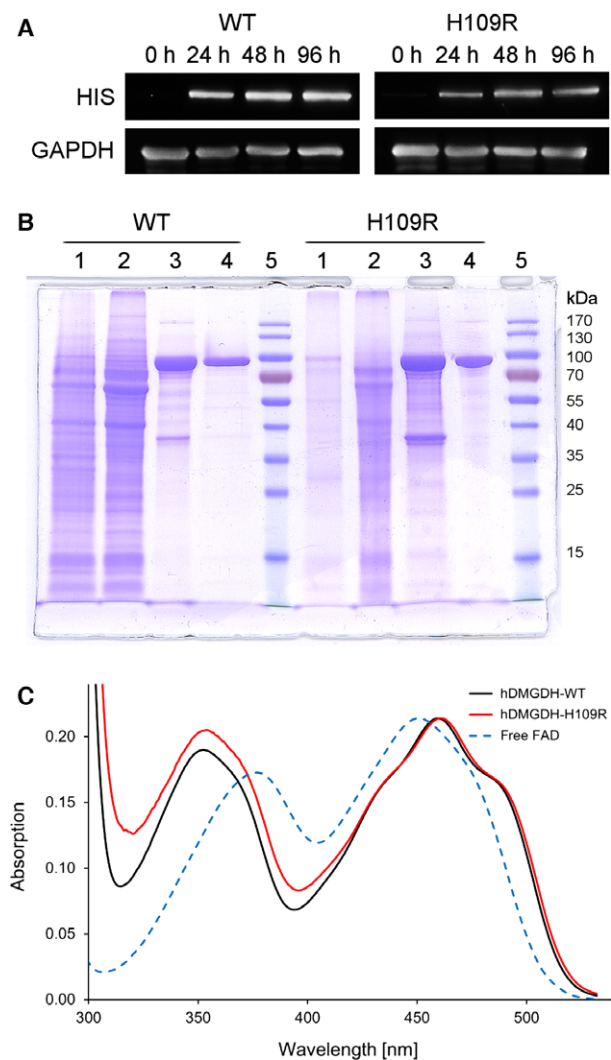 A
WT H109R
0 h 24 h 48 h 96 h 0 h 24 h 48 h 96 h
HIS
GAPDH
B
WT H109R
1 2 3 4 5 1 2 3 4 5
kDa
170
130
100
70
55
40
35
25
15
C
hDMGDH-WT
hDMGDH-H109R
Free FAD
0.20
0.15
0.10
0.05
0.00
Absorption
300 350 400 450 500
Wavelength [nm]